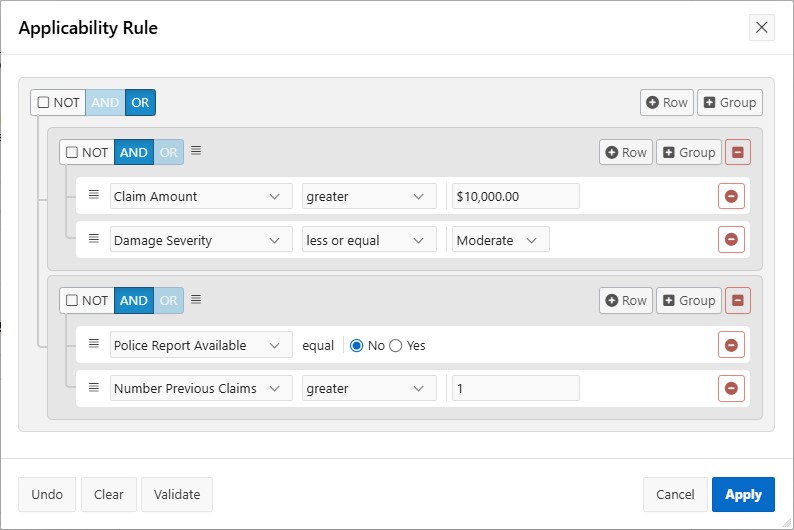 Applicability Rule
NOT AND OR Row Group
NOT AND OR Row Group
Claim Amount greater $10,000.00
Damage Severity less or equal Moderate
NOT AND OR Row Group
Police Report Available equal No Yes
Number Previous Claims greater 1
Undo Clear Validate Cancel Apply